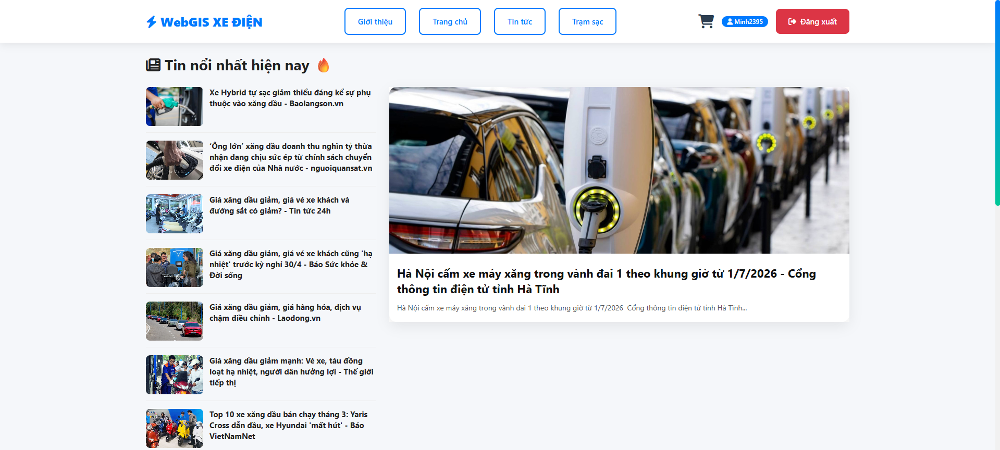 WebGIS XE ĐIỆN
Giới thiệu
Trang chủ
Tin tức
Trạm sạc
Minh2395
Đăng xuất
Tin nổi nhất hiện nay
Xe Hybrid tự sạc giảm thiểu đáng kể sự phụ
thuộc vào xăng dầu - Baolangson.vn
‘Ông lớn’ xăng dầu doanh thu nghìn tỷ thừa
nhận đang chịu sức ép từ chính sách chuyển
đổi xe điện của Nhà nước - nguoiquansat.vn
Giá xăng dầu giảm, giá vé xe khách và
đường sắt có giảm? - Tin tức 24h
Giá xăng dầu giảm, giá vé xe khách cũng 'hạ
nhiệt' trước kỳ nghỉ 30/4 - Báo Sức khỏe &
Đời sống
Giá xăng dầu giảm, giá hàng hóa, dịch vụ
chậm điều chỉnh - Laodong.vn
Giá xăng dầu giảm mạnh: Vé xe, tàu đồng
loạt hạ nhiệt, người dân hưởng lợi - Thế giới
tiếp thị
Top 10 xe xăng dầu bán chạy tháng 3: Yaris
Cross dẫn đầu, xe Hyundai 'mất hút' - Báo
VietNamNet
Hà Nội cấm xe máy xăng trong vành đai 1 theo khung giờ từ 1/7/2026 - Cổng
thông tin điện tử tỉnh Hà Tĩnh
Hà Nội cấm xe máy xăng trong vành đai 1 theo khung giờ từ 1/7/2026  Cổng thông tin điện tử tỉnh Hà Tĩnh...